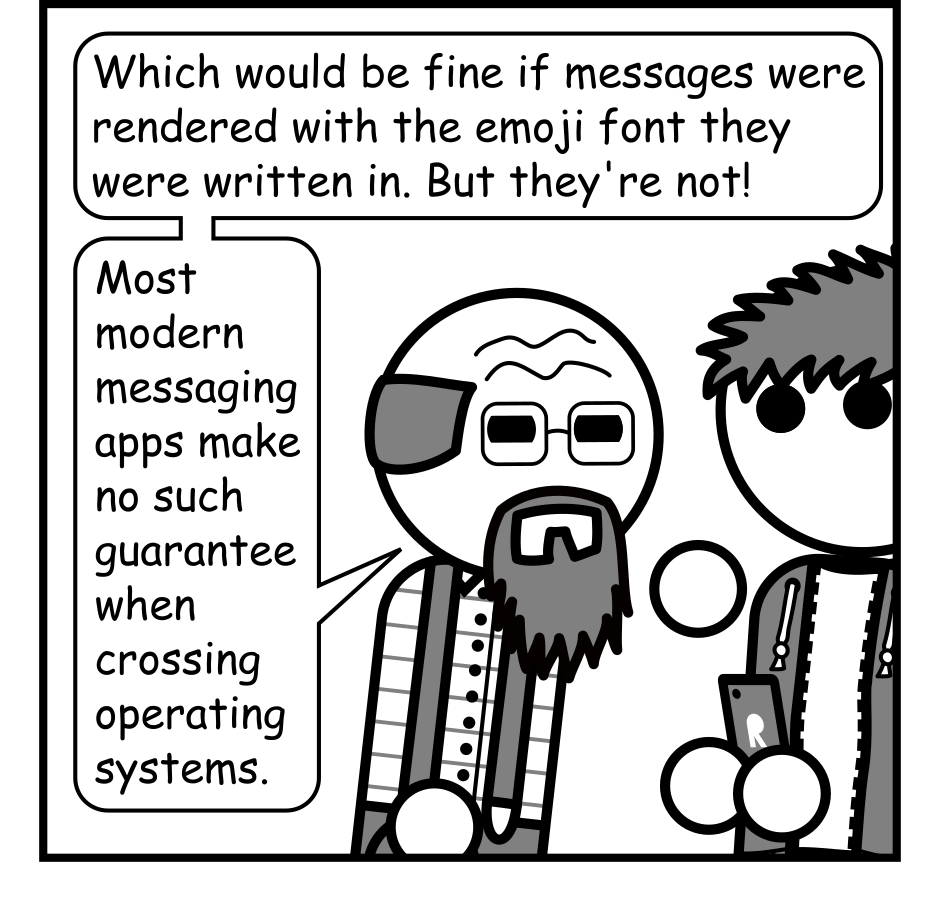 Which would be fine if messages were
rendered with the emoji font they
were written in. But they're not!
Most
modern
messaging
apps make
no such
guarantee
when
crossing
operating
systems.
R